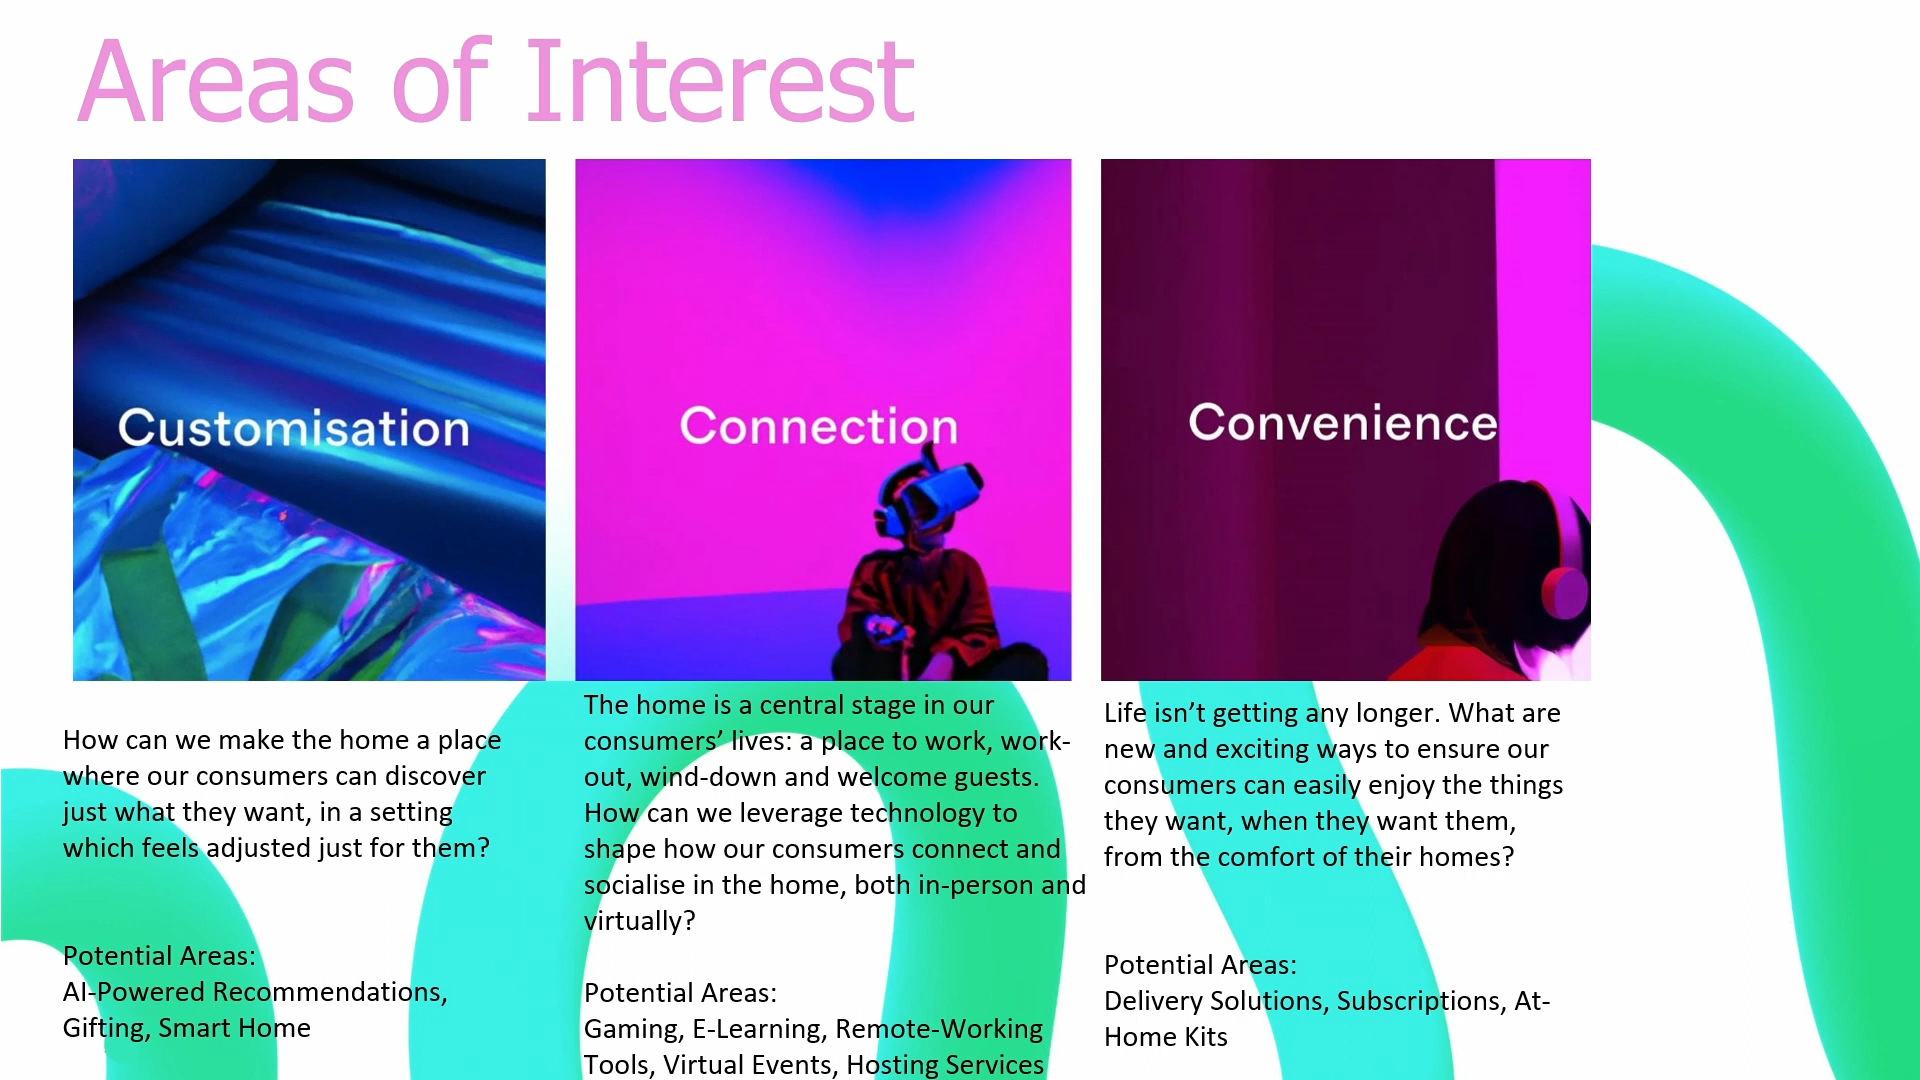 Areas of Interest
Customisation
How can we make the home a place
where our consumers can discover
just what they want, in a setting
which feels adjusted just for them?
Potential Areas:
AI-Powered Recommendations,
Gifting, Smart Home
Connection
The home is a central stage in our
consumers’ lives: a place to work, work-
out, wind-down and welcome guests.
How can we leverage technology to
shape how our consumers connect and
socialise in the home, both in-person and
virtually?
Potential Areas:
Gaming, E-Learning, Remote-Working
Tools, Virtual Events, Hosting Services
Convenience
Life isn’t getting any longer. What are
new and exciting ways to ensure our
consumers can easily enjoy the things
they want, when they want them,
from the comfort of their homes?
Potential Areas:
Delivery Solutions, Subscriptions, At-
Home Kits